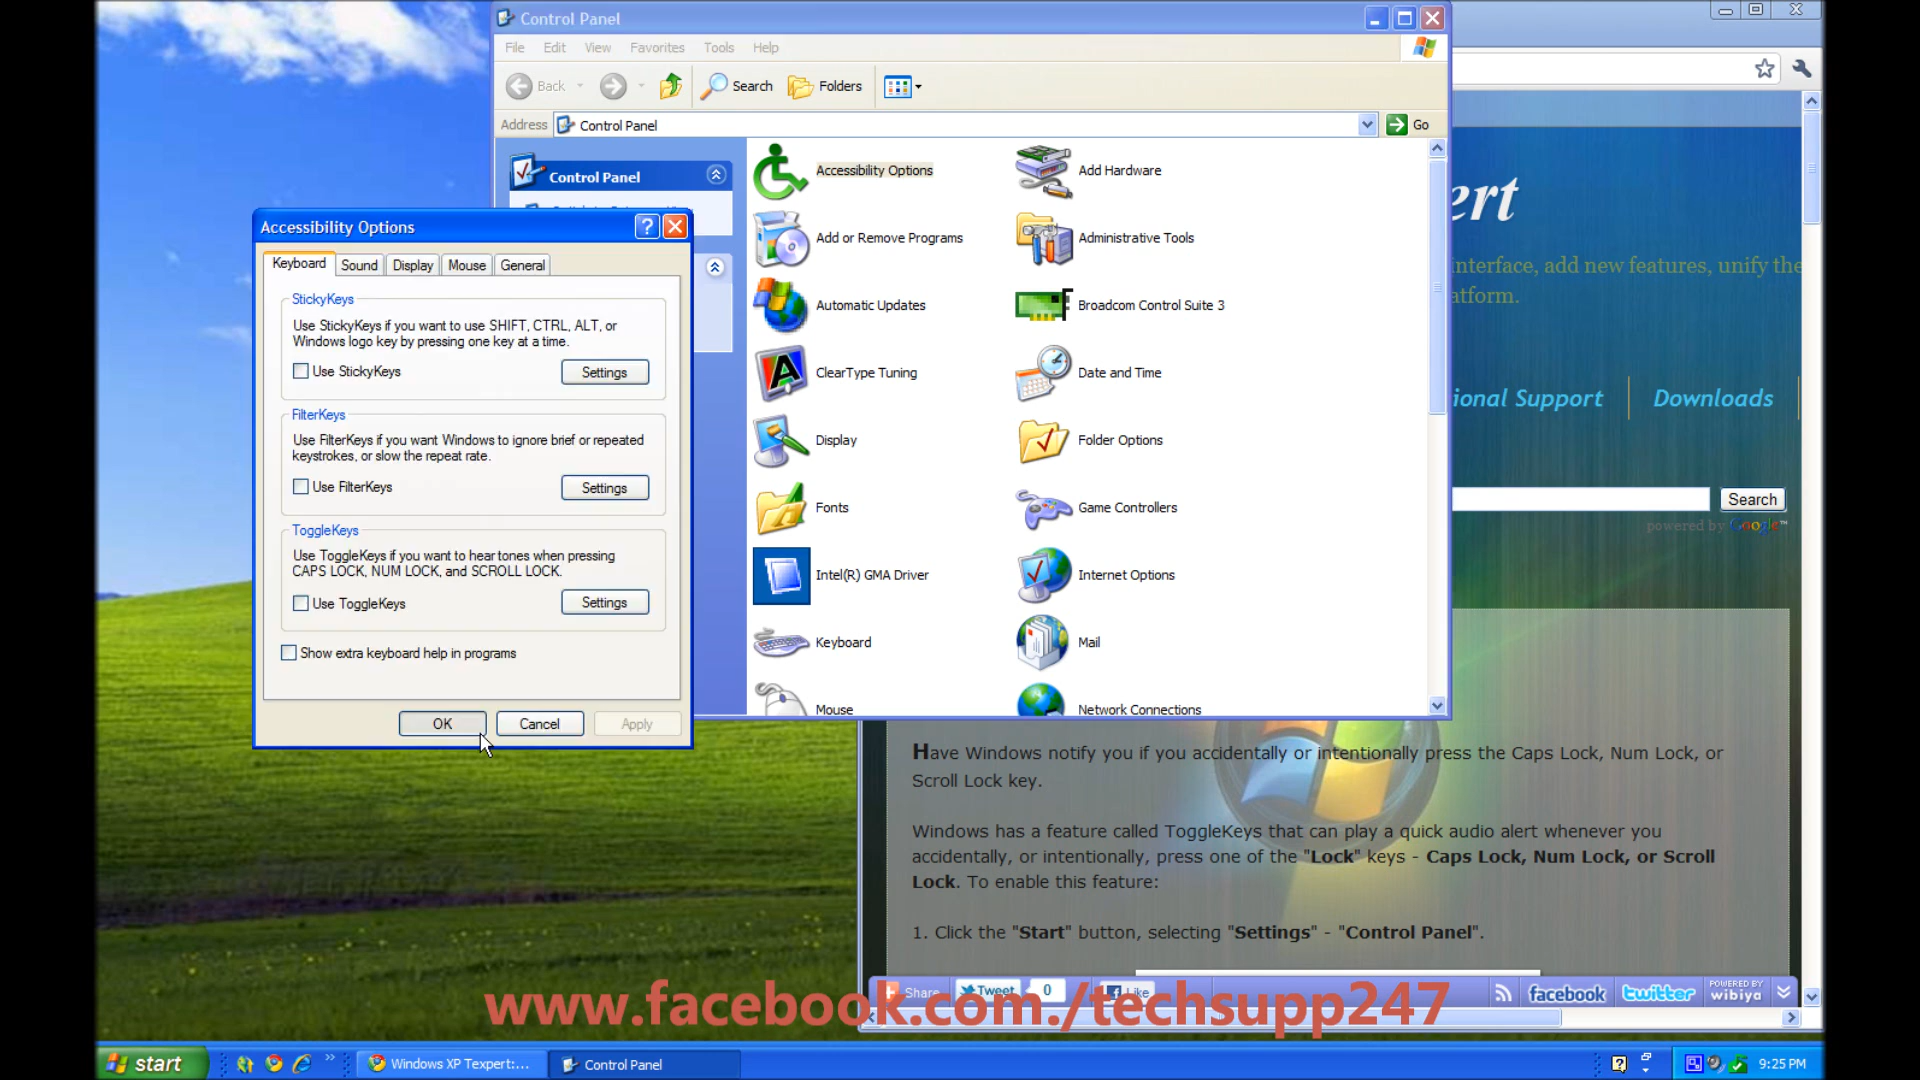 Control Panel
File Edit View Favorites Tools Help
Back Search Folders
Address Control Panel Go
Control Panel
Accessibility Options
Add Hardware
Add or Remove Programs
Administrative Tools
Automatic Updates
Broadcom Control Suite 3
ClearType Tuning
Date and Time
Display
Folder Options
Fonts
Game Controllers
Intel(R) GMA Driver
Internet Options
Keyboard
Mail
Mouse
Network Connections
Accessibility Options
Keyboard Sound Display Mouse General
StickyKeys
Use StickyKeys if you want to use SHIFT, CTRL, ALT, or
Windows logo key by pressing one key at a time.
Use StickyKeys Settings
FilterKeys
Use FilterKeys if you want Windows to ignore brief or repeated
keystrokes, or slow the repeat rate.
Use FilterKeys Settings
ToggleKeys
Use ToggleKeys if you want to hear tones when pressing
CAPS LOCK, NUM LOCK, and SCROLL LOCK.
Use ToggleKeys Settings
Show extra keyboard help in programs
OK Cancel Apply
ert
interface, add new features, unify the
atform.
ional Support Downloads
Search
powered by Google™
Have Windows notify you if you accidentally or intentionally press the Caps Lock, Num Lock, or
Scroll Lock key.
Windows has a feature called ToggleKeys that can play a quick audio alert whenever you
accidentally, or intentionally, press one of the "Lock" keys - Caps Lock, Num Lock, or Scroll
Lock. To enable this feature:
1. Click the "Start" button, selecting "Settings" - "Control Panel".
Share Tweet 0 Like facebook twitter POWERED BY wibiya
www.facebook.com./techsupp247
start Windows XP Texpert:... Control Panel 9:25 PM